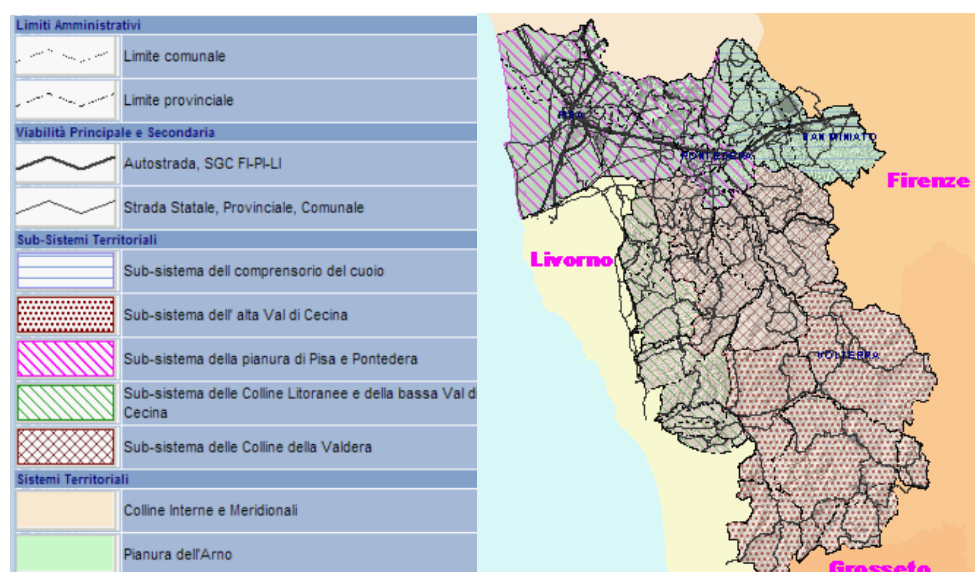 Limiti Amministrativi
Limite comunale
Limite provinciale
Viabilità Principale e Secondaria
Autostrada, SGC FI-PI-LI
Strada Statale, Provinciale, Comunale
Sub-Sistemi Territoriali
Sub-sistema dell comprensorio del cuoio
Sub-sistema dell' alta Val di Cecina
Sub-sistema della pianura di Pisa e Pontedera
Sub-sistema delle Colline Litoranee e della bassa Val di
Cecina
Sub-sistema delle Colline della Valdera
Sistemi Territoriali
Colline Interne e Meridionali
Pianura dell'Arno
PISA
SAN MINIATO
PONTEDERA
Firenze
Livorno
VOLTERRA
Grosseto